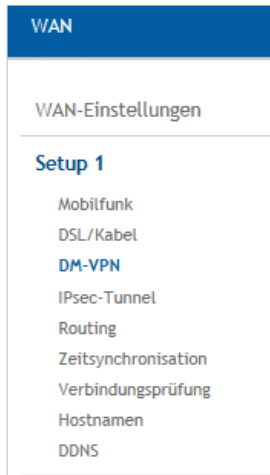 WAN
WAN-Einstellungen
Setup 1
Mobilfunk
DSL/Kabel
DM-VPN
IPsec-Tunnel
Routing
Zeitsynchronisation
Verbindungsprüfung
Hostnamen
DDNS